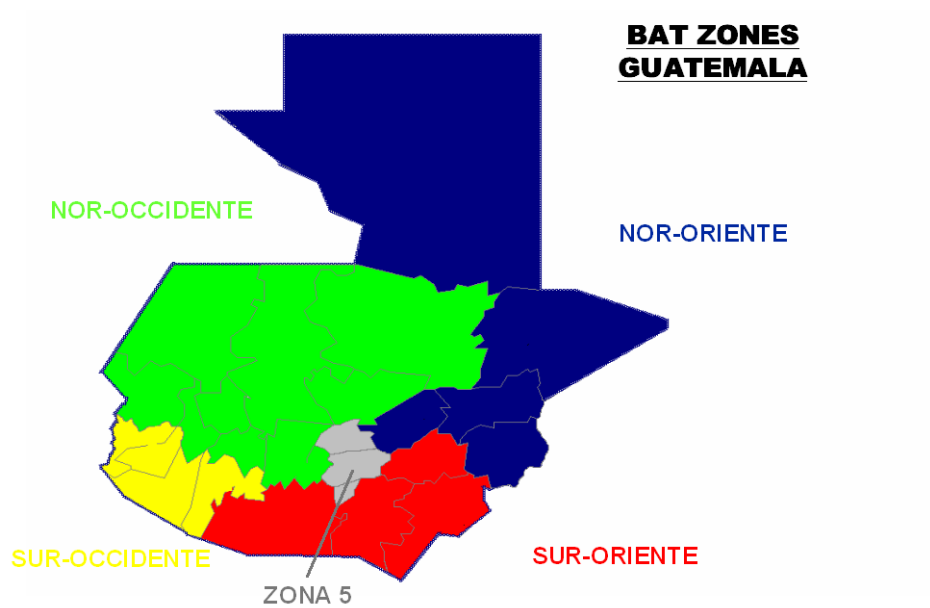 BAT ZONES
GUATEMALA
NOR-OCCIDENTE
NOR-ORIENTE
SUR-OCCIDENTE
SUR-ORIENTE
ZONA 5